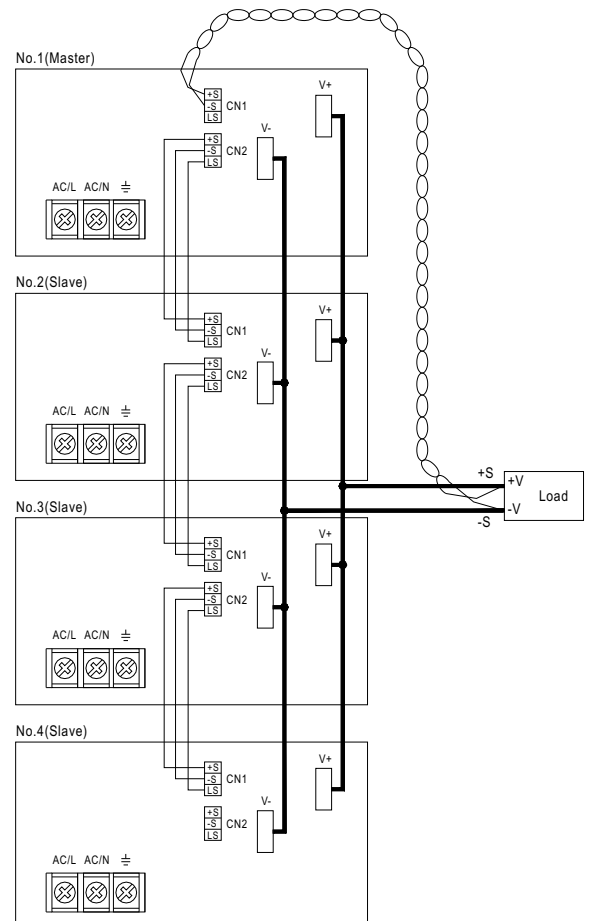 No.1(Master)
+S
-S
LS
CN1
V+
+S
-S
LS
CN2
V-
AC/L AC/N
No.2(Slave)
+S
-S
LS
CN1
V+
+S
-S
LS
CN2
V-
AC/L AC/N
+S
+V
Load
-V
-S
No.3(Slave)
+S
-S
LS
CN1
V+
+S
-S
LS
CN2
V-
AC/L AC/N
No.4(Slave)
+S
-S
LS
CN1
V+
+S
-S
LS
CN2
V-
AC/L AC/N